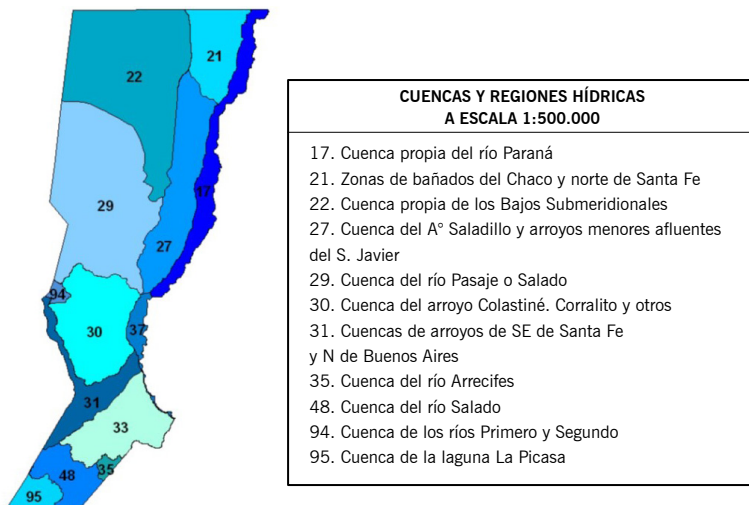 21
22
17
29
27
94
30
37
31
33
48
35
95
CUENCAS Y REGIONES HÍDRICAS
A ESCALA 1:500.000
17. Cuenca propia del río Paraná
21. Zonas de bañados del Chaco y norte de Santa Fe
22. Cuenca propia de los Bajos Submeridionales
27. Cuenca del A° Saladillo y arroyos menores afluentes
del S. Javier
29. Cuenca del río Pasaje o Salado
30. Cuenca del arroyo Colastiné. Corralito y otros
31. Cuencas de arroyos de SE de Santa Fe
y N de Buenos Aires
35. Cuenca del río Arrecifes
48. Cuenca del río Salado
94. Cuenca de los ríos Primero y Segundo
95. Cuenca de la laguna La Picasa